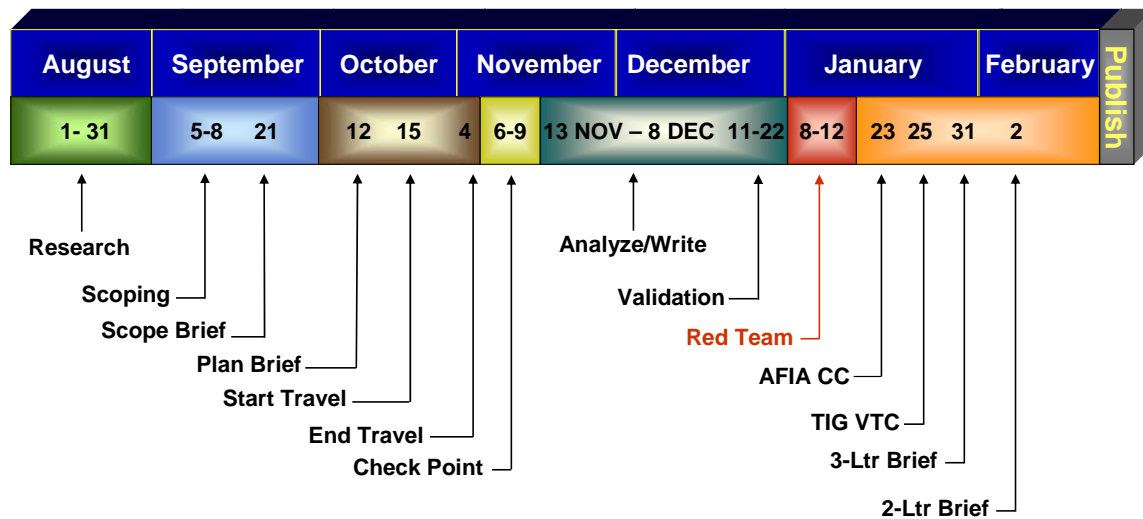 August September October November December January February Publish
1- 31 5-8 21 12 15 4 6-9 13 NOV – 8 DEC 11-22 8-12 23 25 31 2
Research
Analyze/Write
Scoping
Validation
Scope Brief
Red Team
Plan Brief
AFIA CC
Start Travel
TIG VTC
End Travel
3-Ltr Brief
Check Point
2-Ltr Brief